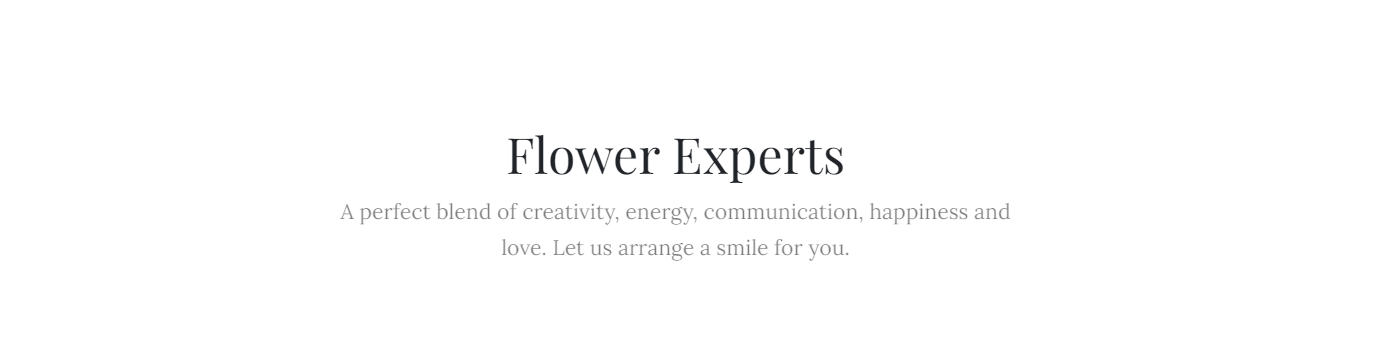 Flower Experts
A perfect blend of creativity, energy, communication, happiness and
love. Let us arrange a smile for you.